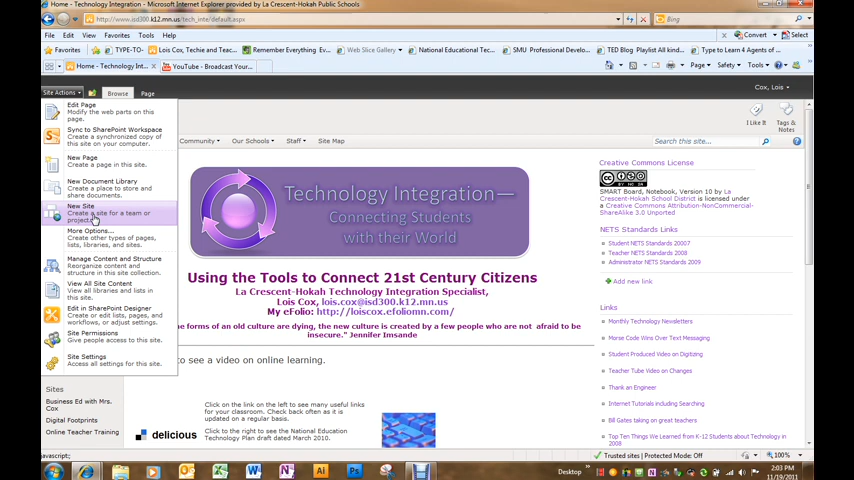 Home - Technology Integration - Microsoft Internet Explorer provided by La Crescent-Hokah Public Schools
http://www.isd300.k12.mn.us/tech_inte/default.aspx
Bing
File Edit View Favorites Tools Help
Convert Select
Favorites TYPE-TO- Lois Cox, Techie and Teac... Remember Everything. Ev... Web Slice Gallery National Educational Tec... SMU Professional Develo... TED Blog Playlist All kind... Type to Learn 4 Agents of...
Home - Technology Int... YouTube - Broadcast Your...
Page Safety Tools
Site Actions Browse Page
Cox, Lois
Edit Page
Modify the web parts on this
page.
Sync to SharePoint Workspace
Create a synchronized copy of
this site on your computer.
New Page
Create a page in this site.
New Document Library
Create a place to store and
share documents.
New Site
Create a site for a team or
project.
More Options...
Create other types of pages,
lists, libraries, and sites.
Manage Content and Structure
Reorganize content and
structure in this site collection.
View All Site Content
View all libraries and lists in
this site.
Edit in SharePoint Designer
Create or edit lists, pages, and
workflows, or adjust settings.
Site Permissions
Give people access to this site.
Site Settings
Access all settings for this site.
I Like It
Tags &
Notes
Community Our Schools Staff Site Map
Search this site...
Technology Integration—
Connecting Students
with their World
Using the Tools to Connect 21st Century Citizens
La Crescent-Hokah Technology Integration Specialist,
Lois Cox, lois.cox@isd300.k12.mn.us
My eFolio: http://loiscox.efoliomn.com/
he forms of an old culture are dying, the new culture is created by a few people who are not afraid to be
insecure." Jennifer Imsande
to see a video on online learning.
Click on the link on the left to see many useful links
for your classroom. Check back often as it is
updated on a regular basis.
Click to the right to see the National Education
Technology Plan draft dated March 2010.
delicious
Sites
Business Ed with Mrs.
Cox
Digital Footprints
Online Teacher Training
Creative Commons License
SMART Board, Notebook, Version 10 by La
Crescent-Hokah School District is licensed under
a Creative Commons Attribution-NonCommercial-
ShareAlike 3.0 Unported
NETS Standards Links
Student NETS Standards 20007
Teacher NETS Standards 2008
Administrator NETS Standards 2009
Add new link
Links
Monthly Technology Newsletters
Morse Code Wins Over Text Messaging
Student Produced Video on Digitizing
Teacher Tube Video on Changes
Thank an Engineer
Internet Tutorials including Searching
Bill Gates talking on great teachers
Top Ten Things We Learned from K-12 Students about Technology in
2008
javascript:;
Trusted sites | Protected Mode: Off
100%
Desktop
2:03 PM
11/19/2011